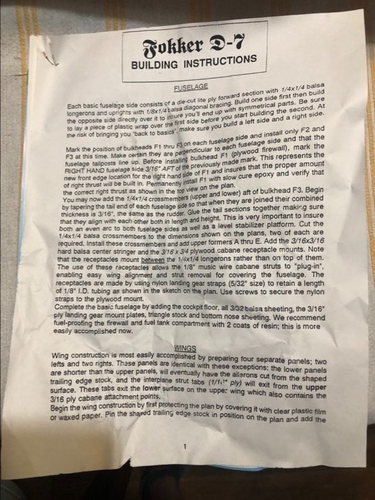 Fokker D-7
BUILDING INSTRUCTIONS
FUSELAGE
Each basic fuselage side consists of a die-cut lite ply forward section with 1/4x1/4 balsa
longerons and uprights with 1/8x1/4 balsa diagonal bracing. Build one side first then build
the opposite side directly over it to insure you'll end up with symmetrical parts. Be sure
to lay a piece of plastic wrap over the first side before you start building the second. At
the risk of bringing you "back to basics", make sure you build a left side and a right side.
Mark the position of bulkheads F1 thru F3 on each fuselage side and install only F2 and
F3 at this time. Make certain they are perpendicular to each fuselage side and that the
fuselage tailposts line up. Before installing bulkhead F1 (plywood firewall), mark the
RIGHT HAND fuselage side 3/16" AFT of the previously made mark. This represents the
new front edge location for the right hand side of F1 and insures that the proper amount
of right thrust will be built in. Permanently install F1 with slow cure epoxy and verify that
the correct right thrust as shown in the top view on the plan.
You may now add the 1/4x1/4 crossmembers (upper and lower) aft of bulkhead F3. Begin
by tapering the tail end of each fuselage side so that when they are joined their combined
thickness is 3/16", the same as the rudder. Glue the tail sections together making sure
that they align with each other both in length and height. This is very important to insure
both an even arc to both fuselage sides as well as a level stabilizer platform. Cut the
1/4x1/4 balsa crossmembers to the dimensions shown on the plans, two of each are
required. Install these crossmembers and add upper formers A thru E. Add the 3/16x3/16
hard balsa center stringer and the 3/16 x 3/4 plywood cabane receptacle mounts. Note
that the receptacles mount between the 1/4x1/4 longerons rather than on top of them.
The use of these receptacles allows the 1/8" music wire cabane struts to "plug-in",
enabling easy wing alignment and strut removal for covering the fuselage. The
receptacles are made by using nylon landing gear straps (5/32" size) to retain a length
of 1/8" I.D. tubing as shown in the sketch on the plan. Use screws to secure the nylon
straps to the plywood mount.
Complete the basic fuselage by adding the cockpit floor, all 3/32 balsa sheeting, the 3/16"
ply landing gear mount plates, triangle stock and bottom nose sheeting. We recommend
fuel-proofing the firewall and fuel tank compartment with 2 coats of resin; this is more
easily accomplished now.
WINGS
Wing construction is most easily accomplished by preparing four separate panels; two
lefts and two rights. These panels are identical with these exceptions: the lower panels
are shorter than the upper panels, will eventually have the ailerons cut from the shaped
trailing edge stock, and the interplane strut tabs ply) will exit from the upper
surface. These tabs exit the lower surface on the upper wing which also contains the
3/16 ply cabane attachment points.
Begin the wing construction by first protecting the plan by covering it with clear plastic film
or waxed paper. Pin the shaped trailing edge stock in position on the plan and add the
1